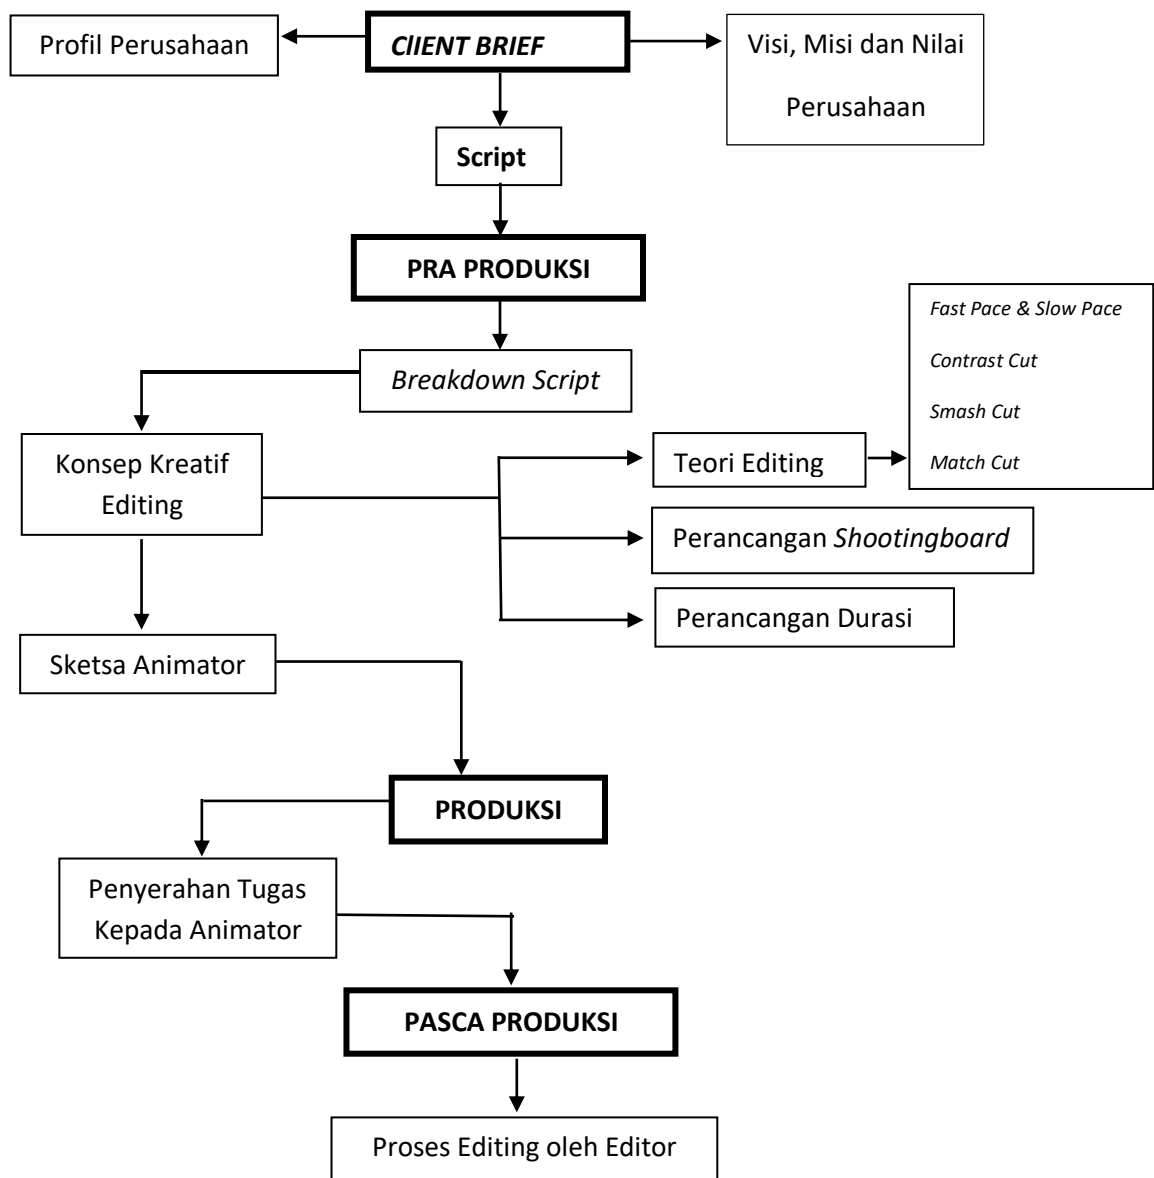 Profil Perusahaan
ClIENT BRIEF
Visi, Misi dan Nilai
Perusahaan
Script
PRA PRODUKSI
Breakdown Script
Fast Pace & Slow Pace
Contrast Cut
Smash Cut
Match Cut
Konsep Kreatif
Editing
Teori Editing
Perancangan Shootingboard
Perancangan Durasi
Sketsa Animator
PRODUKSI
Penyerahan Tugas
Kepada Animator
PASCA PRODUKSI
Proses Editing oleh Editor